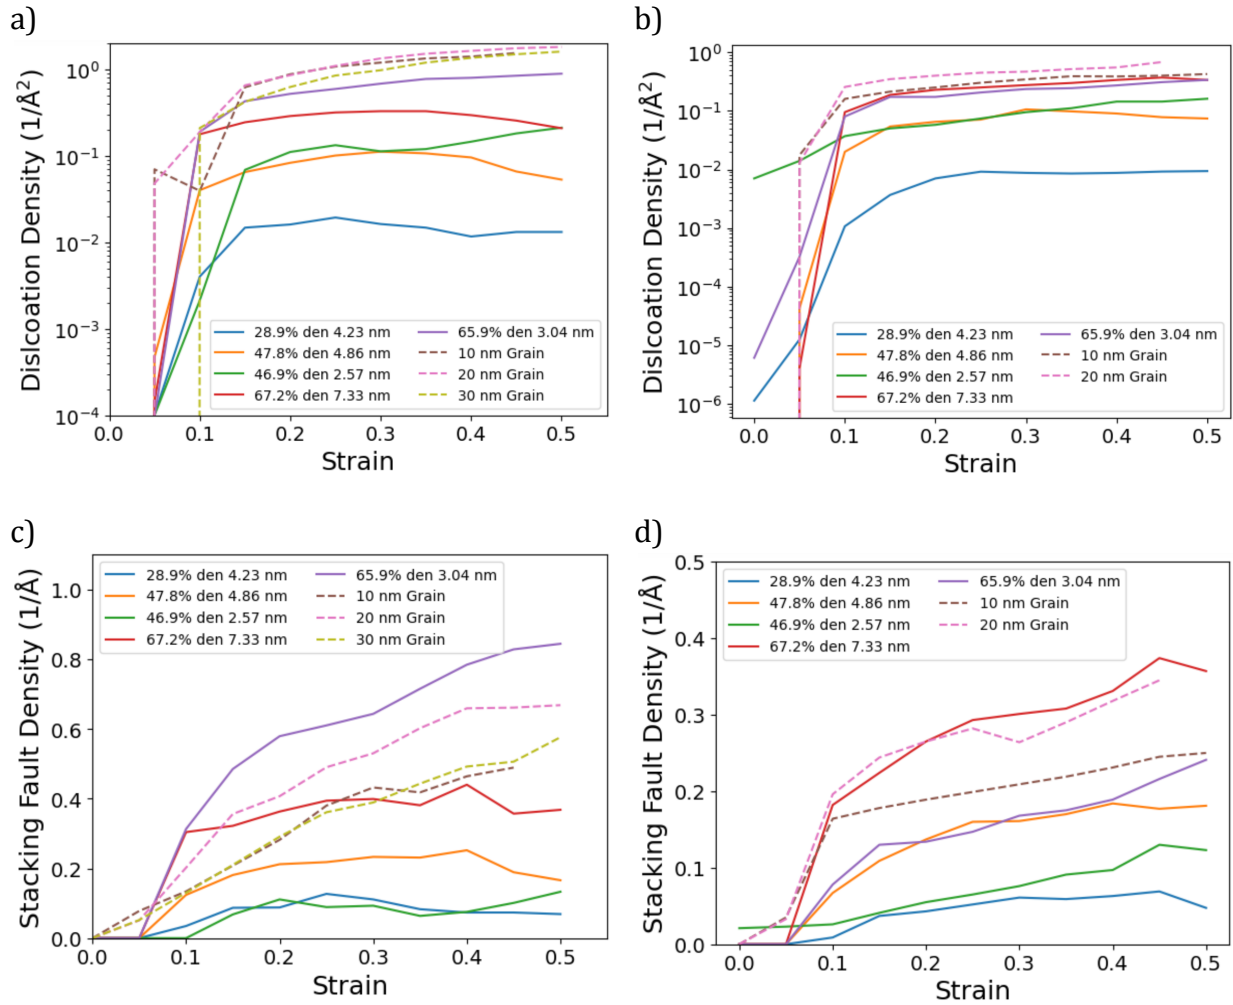 a)
Dislcoation Density (1/Å²)
10⁰
10⁻¹
10⁻²
10⁻³
10⁻⁴
28.9% den 4.23 nm
47.8% den 4.86 nm
46.9% den 2.57 nm
67.2% den 7.33 nm
65.9% den 3.04 nm
10 nm Grain
20 nm Grain
30 nm Grain
0.0 0.1 0.2 0.3 0.4 0.5
Strain
b)
Dislcoation Density (1/Å²)
10⁰
10⁻¹
10⁻²
10⁻³
10⁻⁴
10⁻⁵
10⁻⁶
28.9% den 4.23 nm
47.8% den 4.86 nm
46.9% den 2.57 nm
67.2% den 7.33 nm
65.9% den 3.04 nm
10 nm Grain
20 nm Grain
0.0 0.1 0.2 0.3 0.4 0.5
Strain
c)
Stacking Fault Density (1/Å)
1.0
0.8
0.6
0.4
0.2
0.0
28.9% den 4.23 nm
47.8% den 4.86 nm
46.9% den 2.57 nm
67.2% den 7.33 nm
65.9% den 3.04 nm
10 nm Grain
20 nm Grain
30 nm Grain
0.0 0.1 0.2 0.3 0.4 0.5
Strain
d)
Stacking Fault Density (1/Å)
0.5
0.4
0.3
0.2
0.1
0.0
28.9% den 4.23 nm
47.8% den 4.86 nm
46.9% den 2.57 nm
67.2% den 7.33 nm
65.9% den 3.04 nm
10 nm Grain
20 nm Grain
0.0 0.1 0.2 0.3 0.4 0.5
Strain